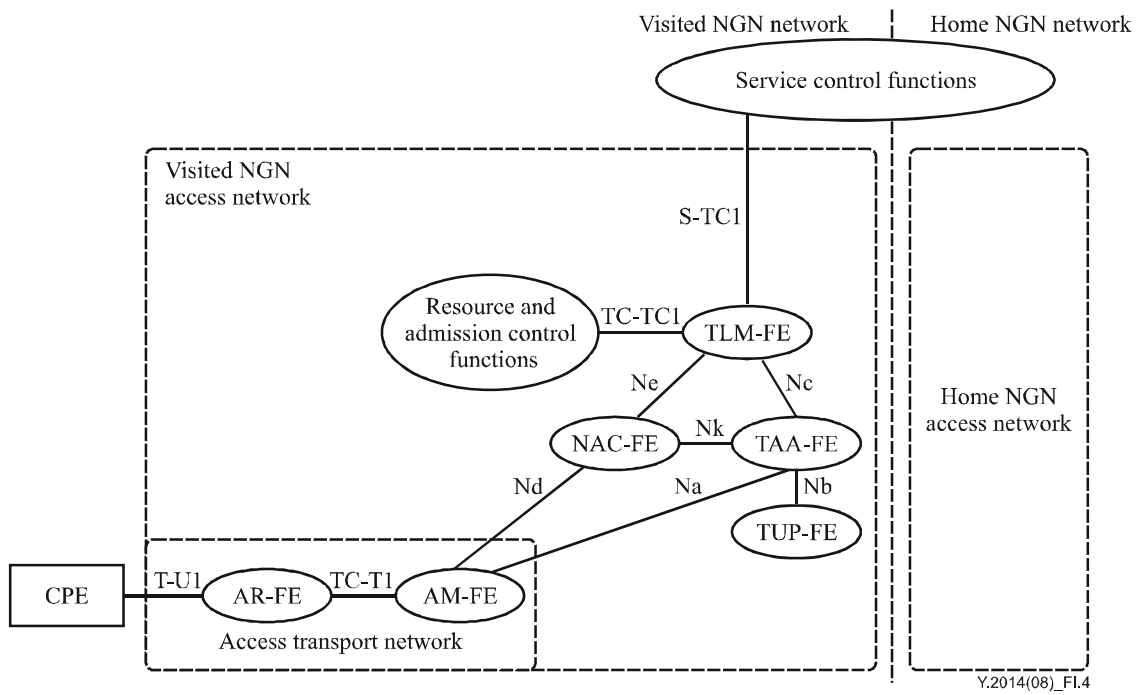 Visited NGN network
Home NGN network
Service control functions
Visited NGN
access network
S-TC1
Resource and
admission control
functions
TC-TC1
TLM-FE
Ne
Nc
Home NGN
access network
NAC-FE
Nk
TAA-FE
Nd
Na
Nb
TUP-FE
CPE
T-U1
AR-FE
TC-T1
AM-FE
Access transport network
Y.2014(08)_FI.4